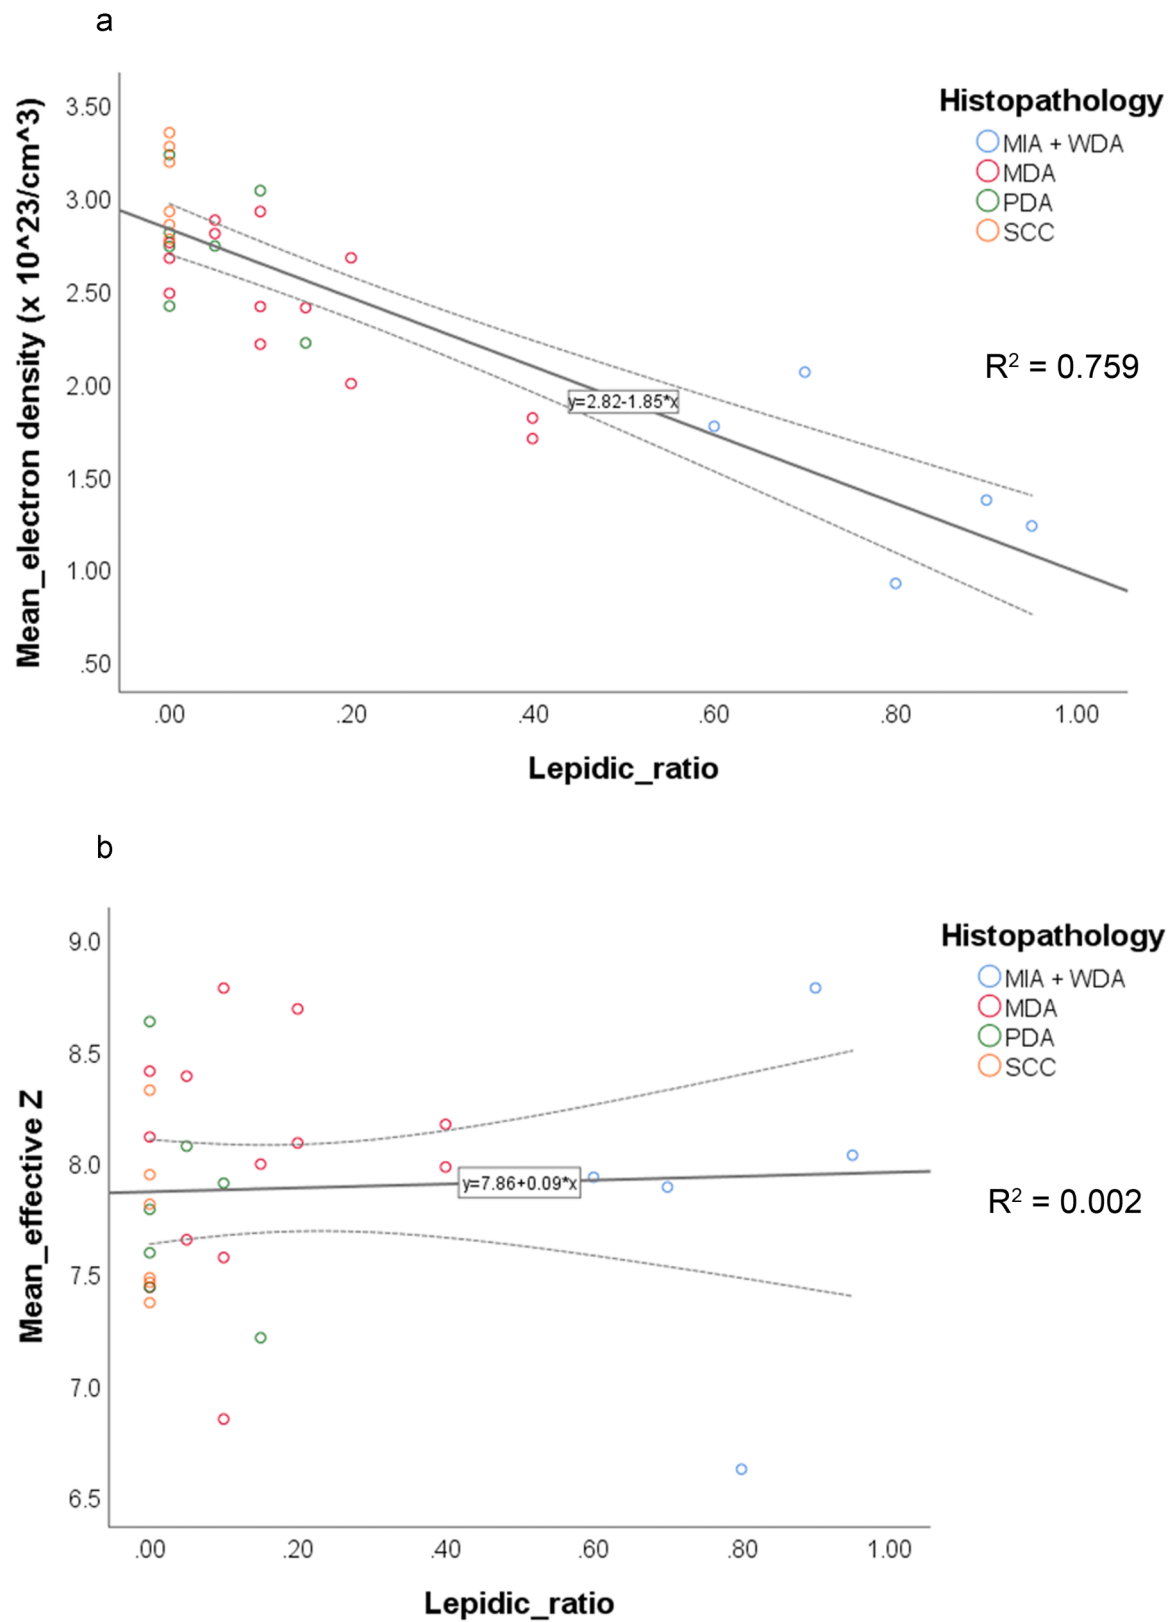 a
Mean_electron density (x 10^23/cm^3)
3.50
3.00
2.50
2.00
1.50
1.00
.50
y=2.82-1.85*x
.00 .20 .40 .60 .80 1.00
Lepidic_ratio
Histopathology
MIA + WDA
MDA
PDA
SCC
R² = 0.759
b
Mean_effective Z
9.0
8.5
8.0
7.5
7.0
6.5
y=7.86+0.09*x
.00 .20 .40 .60 .80 1.00
Lepidic_ratio
Histopathology
MIA + WDA
MDA
PDA
SCC
R² = 0.002